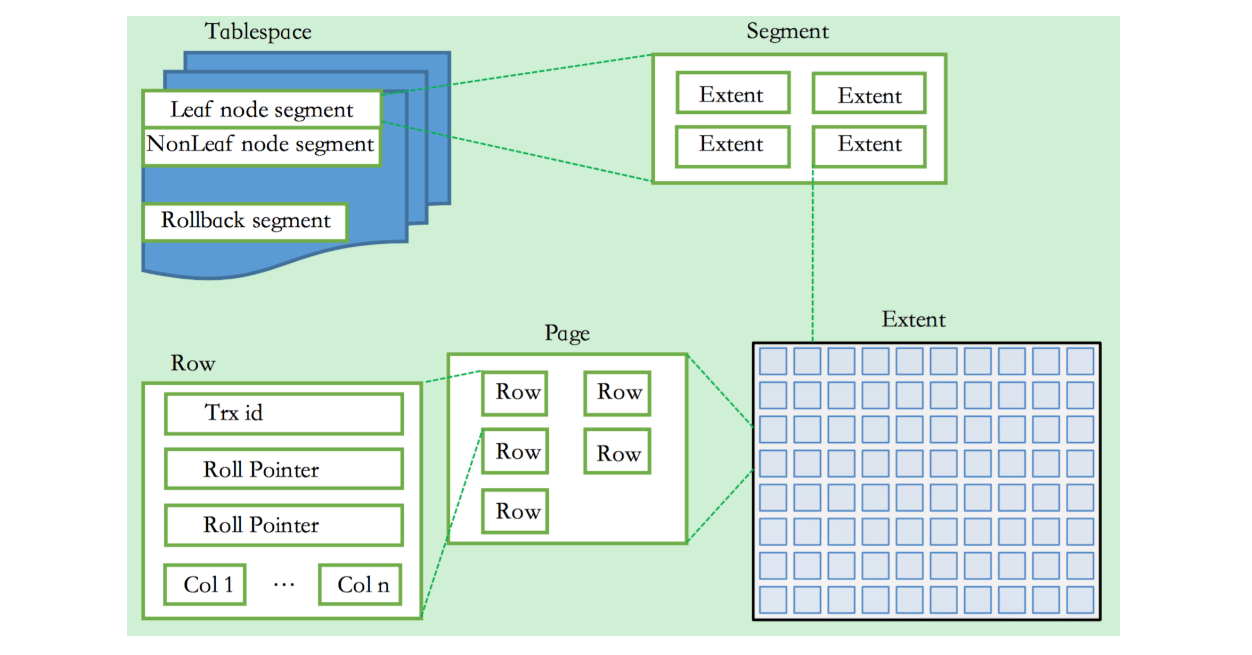 Tablespace
Leaf node segment
NonLeaf node segment
Rollback segment
Segment
Extent Extent
Extent Extent
Extent
Page
Row Row
Row Row
Row
Row
Trx id
Roll Pointer
Roll Pointer
Col 1 ··· Col n